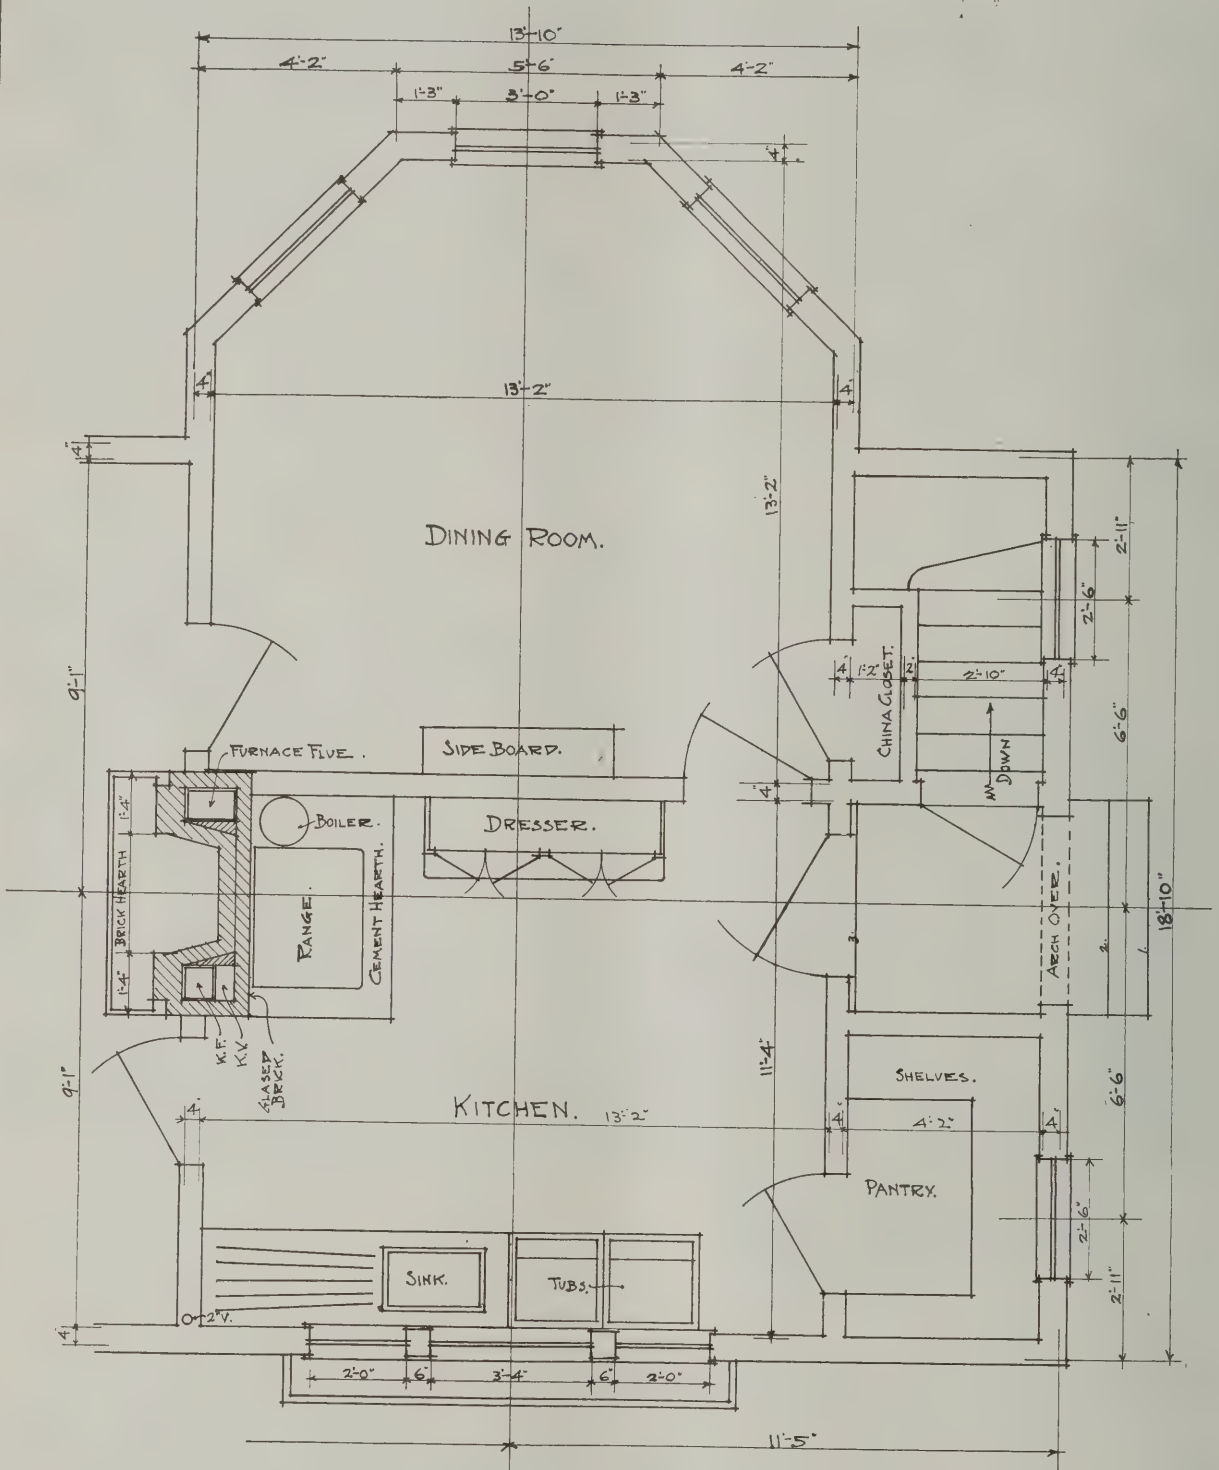 13'-10"
4'-2" 5'-6" 4'-2"
1'-3" 3'-0" 1'-3"
4"
4" 13'-2" 4"
4"
13'-2"
DINING ROOM.
2'-11"
2'-6"
9'-1"
4" 1'-2" 2" 2'-10" 4"
CHINA CLOSET.
6'-6"
DOWN
FURNACE FLUE.
SIDE BOARD.
4"
1'-4"
BOILER.
DRESSER.
BRICK HEARTH
RANGE.
CEMENT HEARTH.
ARCH OVER.
18'-10"
3.
2.
1.
1'-4"
K.F.
K.V.
GLASED
BRICK.
11'-4"
9'-1"
SHELVES.
6'-6"
KITCHEN.
4" 13'-2" 4" 4'-2" 4"
PANTRY.
2'-6"
SINK.
TUBS.
2'-11"
2"V.
4"
2'-0" 6" 3'-4" 6" 2'-0"
11'-5"